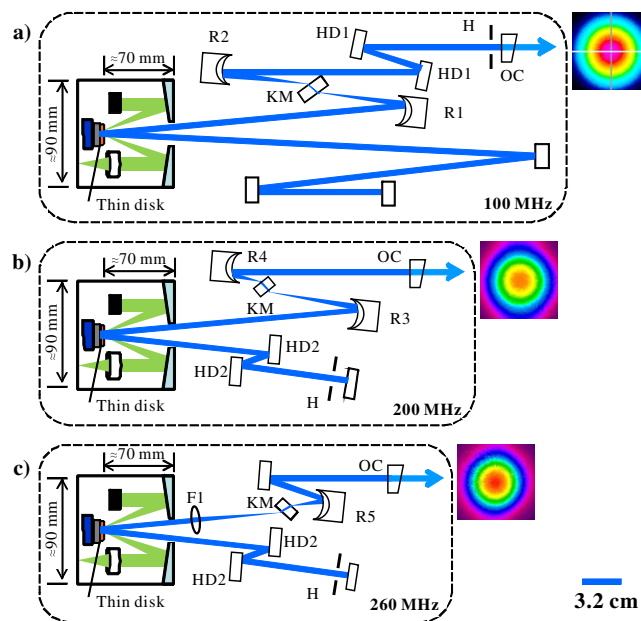 a)
≈70 mm
≈90 mm
Thin disk
R2
KM
HD1
HD1
H
OC
R1
100 MHz
b)
≈70 mm
≈90 mm
Thin disk
R4
KM
OC
R3
HD2
HD2
H
200 MHz
c)
≈70 mm
≈90 mm
Thin disk
F1
KM
OC
R5
HD2
HD2
H
260 MHz
3.2 cm